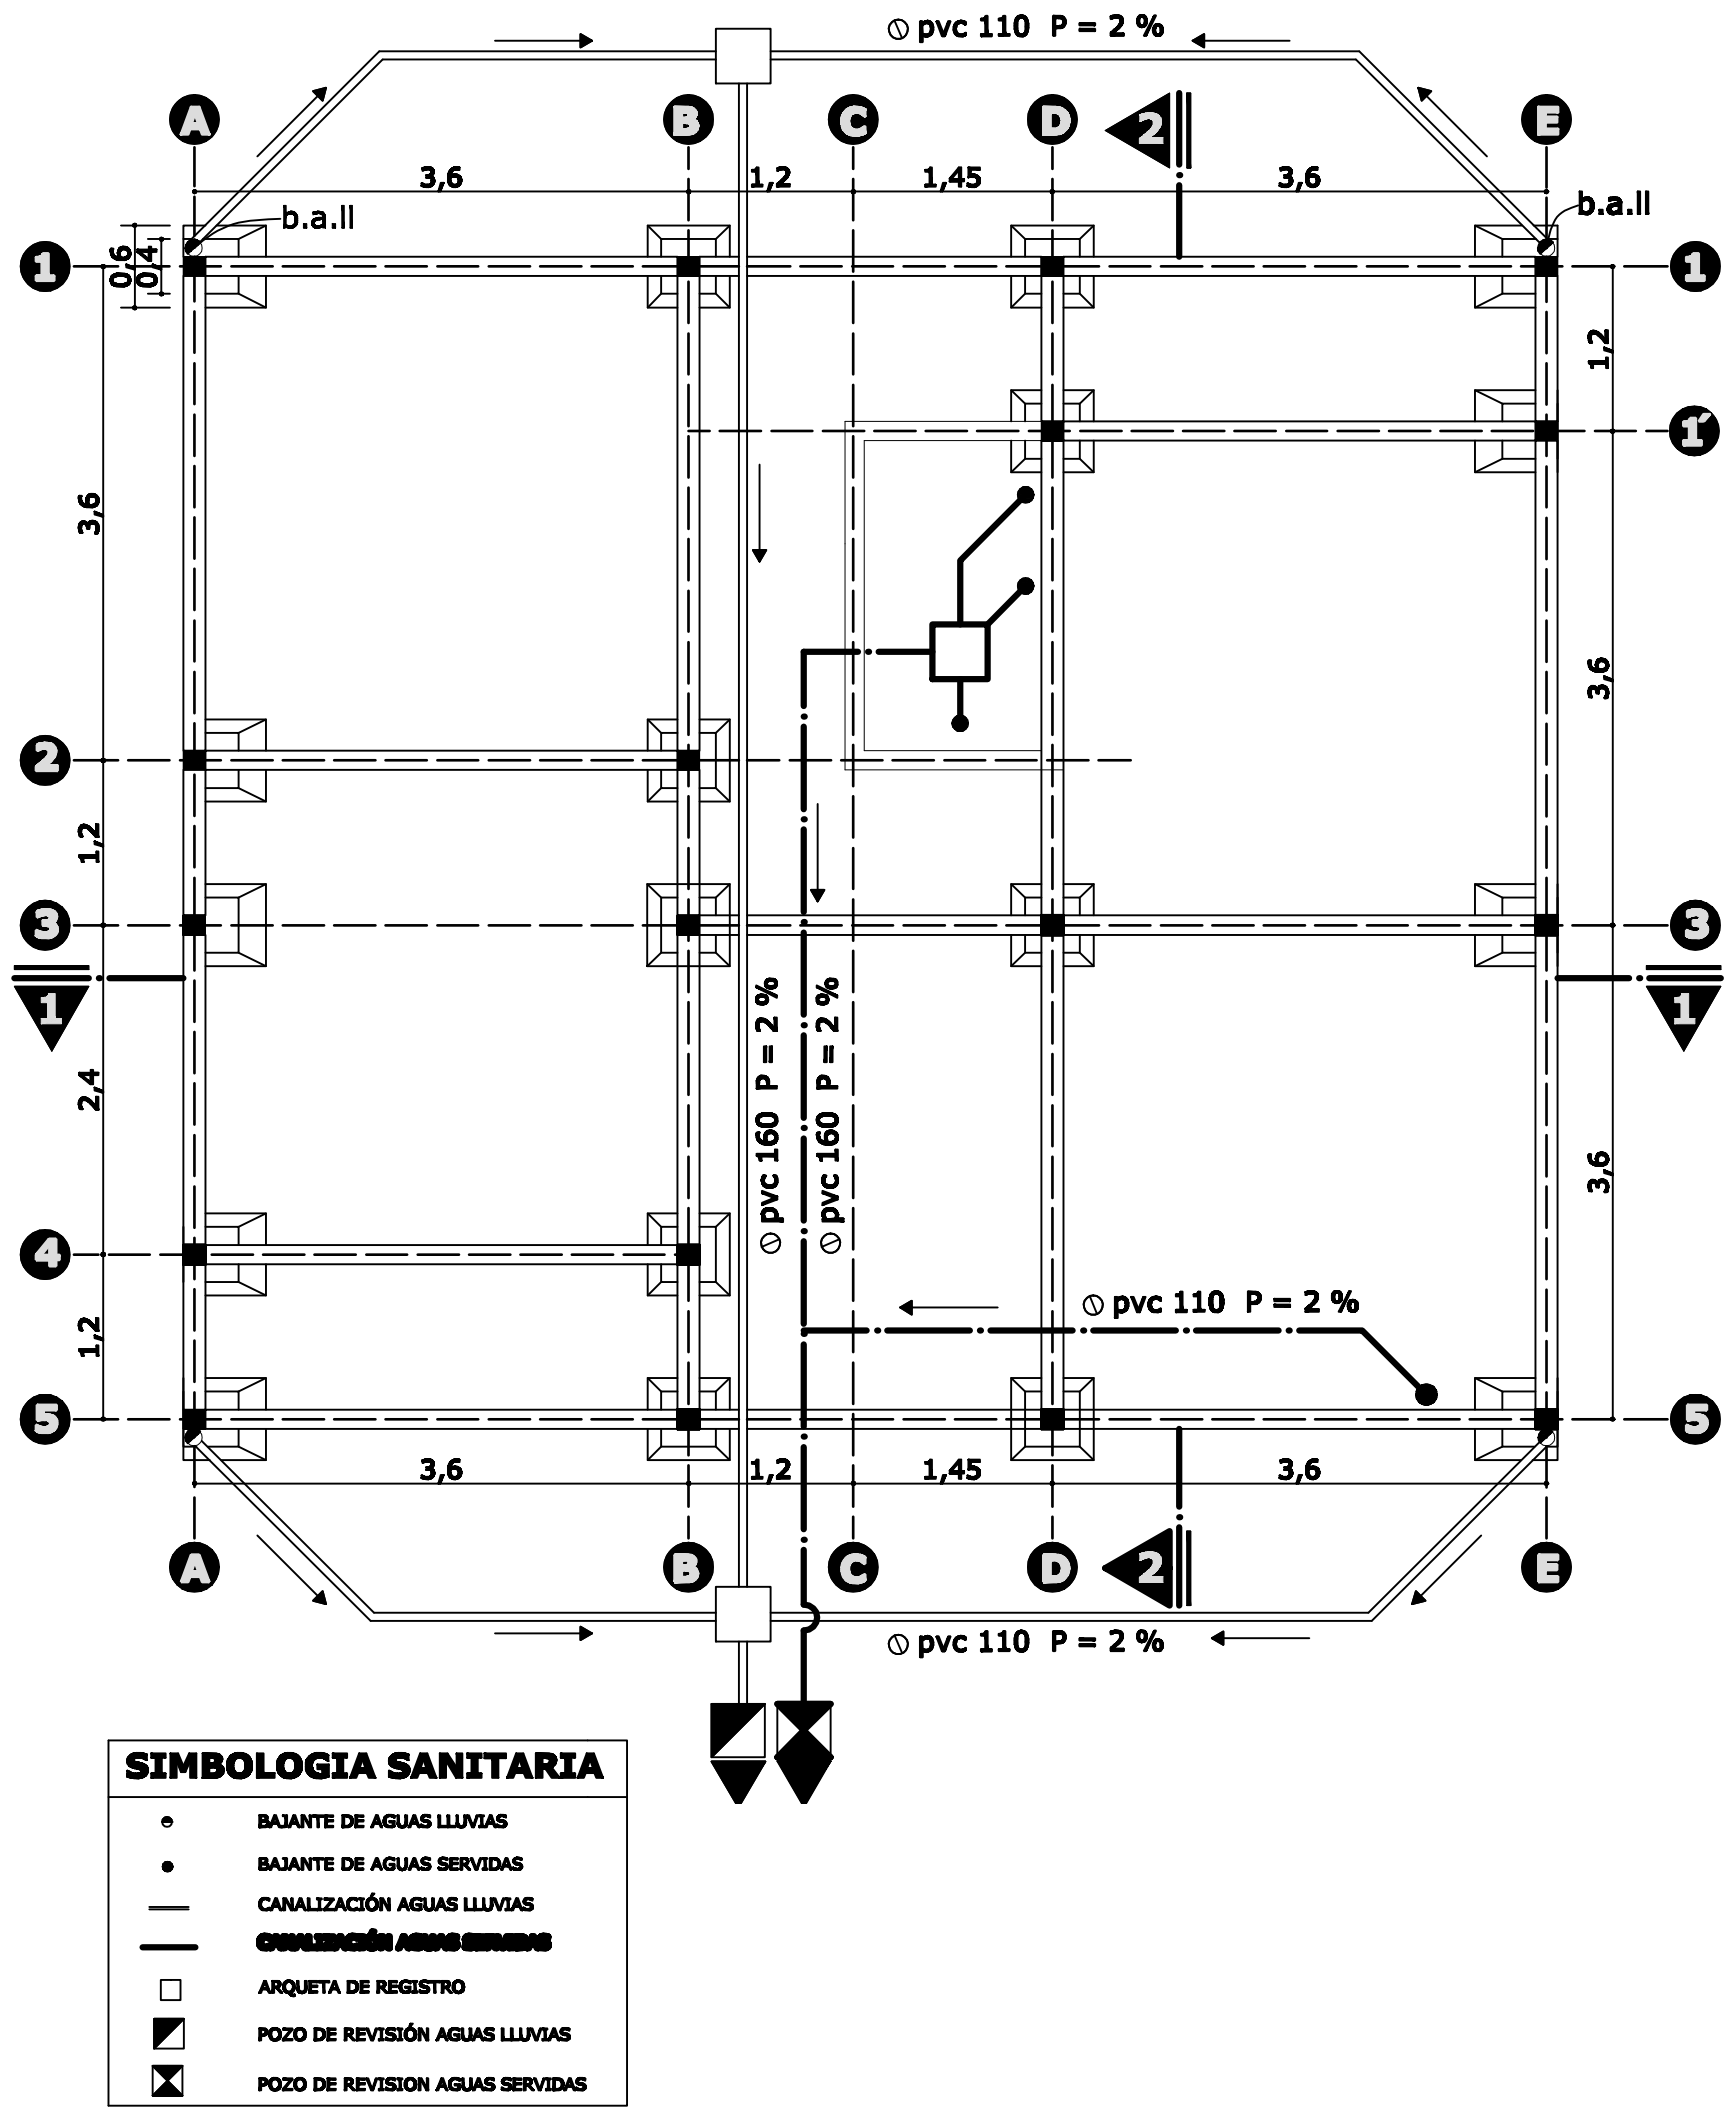 ⌀ pvc 110 P = 2 %
A B C D 2 E
3,6 1,2 1,45 3,6
b.a.ll b.a.ll
0,6 0,4
1 1
1,2
1´
3,6
3,6
2
1,2
3 3
1 1
⌀ pvc 160 P = 2 %
⌀ pvc 160 P = 2 %
2,4
3,6
4
⌀ pvc 110 P = 2 %
1,2
5 5
3,6 1,2 1,45 3,6
A B C D 2 E
⌀ pvc 110 P = 2 %
SIMBOLOGIA SANITARIA
BAJANTE DE AGUAS LLUVIAS
BAJANTE DE AGUAS SERVIDAS
CANALIZACIÓN AGUAS LLUVIAS
CANALIZACIÓN AGUAS SERVIDAS
ARQUETA DE REGISTRO
POZO DE REVISIÓN AGUAS LLUVIAS
POZO DE REVISION AGUAS SERVIDAS